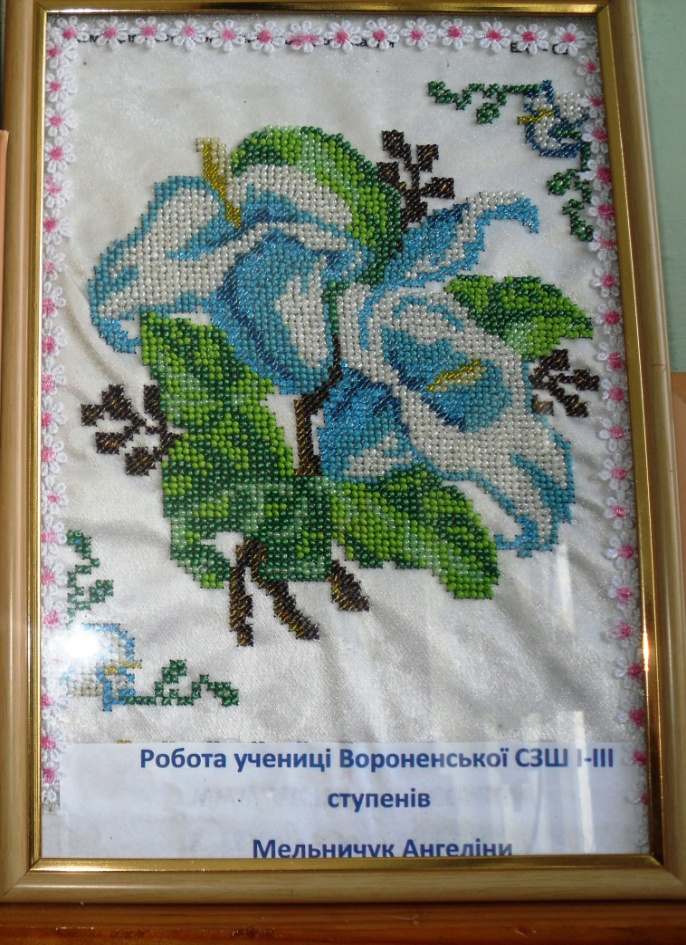 Робота учениці Вороненської СЗШ І-ІІІ
ступенів
Мельничук Ангеліни